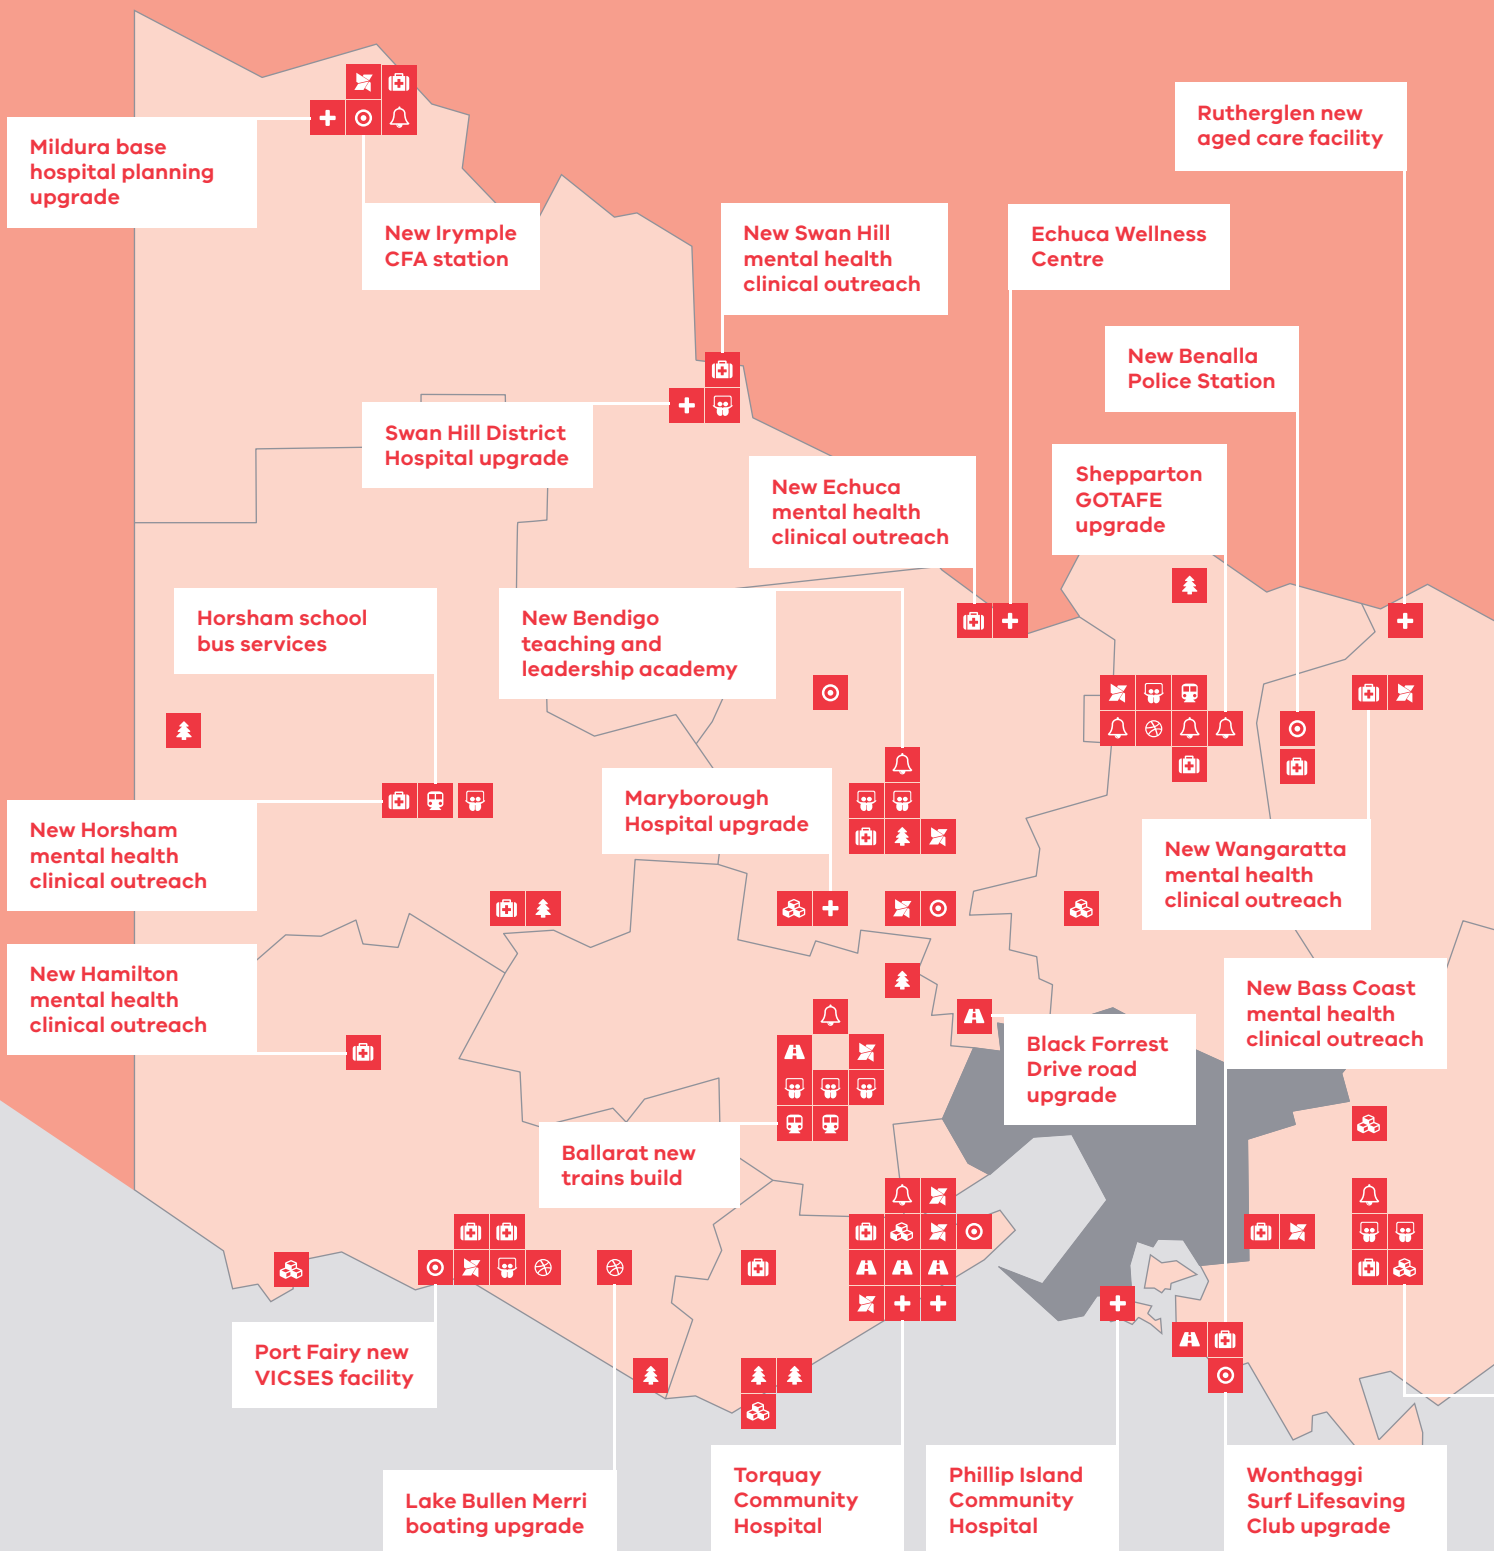 Rutherglen new
aged care facility
Mildura base
hospital planning
upgrade
New Irymple
CFA station
New Swan Hill
mental health
clinical outreach
Echuca Wellness
Centre
New Benalla
Police Station
Swan Hill District
Hospital upgrade
New Echuca
mental health
clinical outreach
Shepparton
GOTAFE
upgrade
Horsham school
bus services
New Bendigo
teaching and
leadership academy
Maryborough
Hospital upgrade
New Horsham
mental health
clinical outreach
New Wangaratta
mental health
clinical outreach
New Hamilton
mental health
clinical outreach
New Bass Coast
mental health
clinical outreach
Black Forrest
Drive road
upgrade
Ballarat new
trains build
Port Fairy new
VICSES facility
Lake Bullen Merri
boating upgrade
Torquay
Community
Hospital
Phillip Island
Community
Hospital
Wonthaggi
Surf Lifesaving
Club upgrade